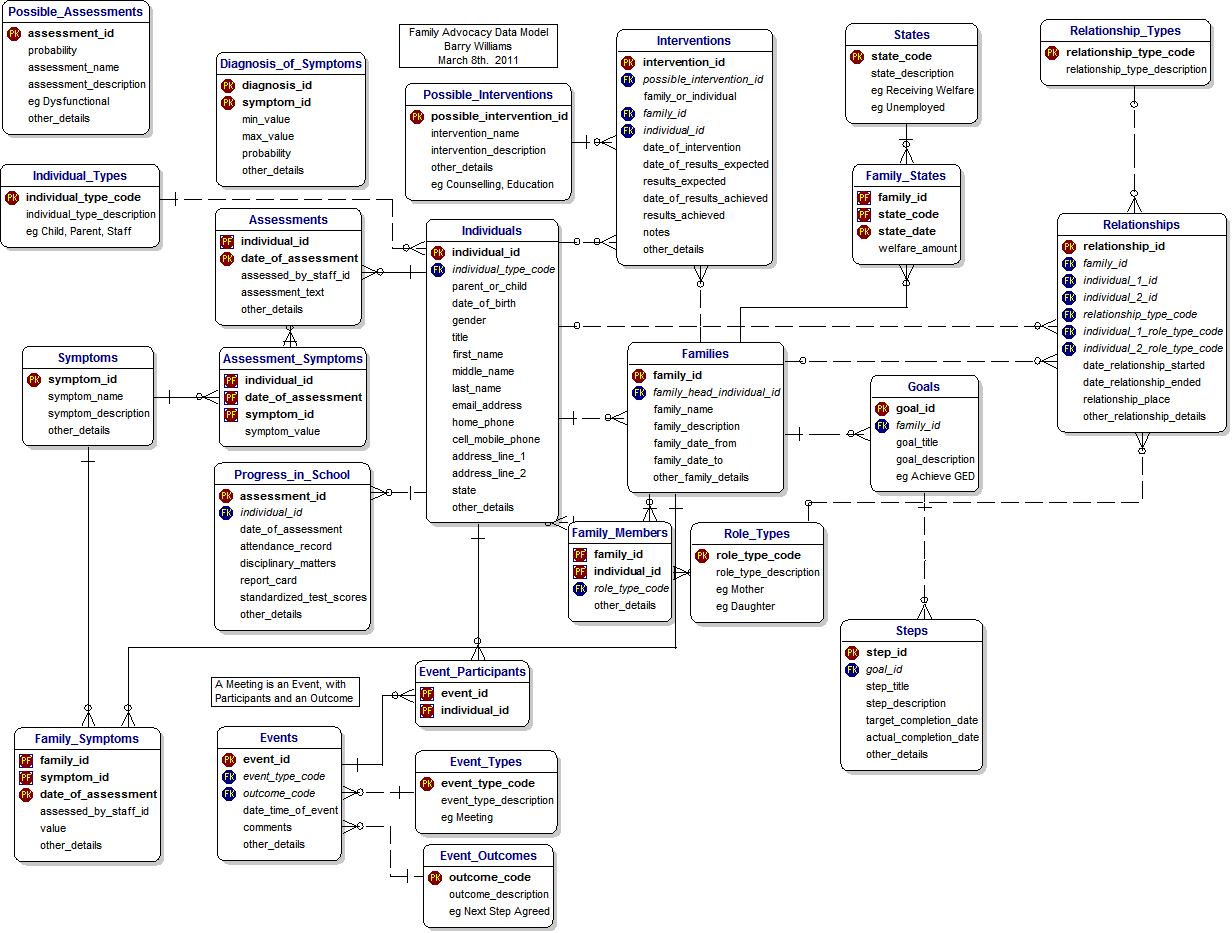 Possible_Assessments
PK assessment_id
probability
assessment_name
assessment_description
eg Dysfunctional
other_details
Diagnosis_of_Symptoms
PK diagnosis_id
PK symptom_id
min_value
max_value
probability
other_details
Family Advocacy Data Model
Barry Williams
March 8th. 2011
Possible_Interventions
PK possible_intervention_id
intervention_name
intervention_description
other_details
eg Counselling, Education
Interventions
PK intervention_id
FK possible_intervention_id
family_or_individual
FK family_id
FK individual_id
date_of_intervention
date_of_results_expected
results_expected
date_of_results_achieved
results_achieved
notes
other_details
States
PK state_code
state_description
eg Receiving Welfare
eg Unemployed
Relationship_Types
PK relationship_type_code
relationship_type_description
Individual_Types
PK individual_type_code
individual_type_description
eg Child, Parent, Staff
Assessments
PF individual_id
PK date_of_assessment
assessed_by_staff_id
assessment_text
other_details
Individuals
PK individual_id
FK individual_type_code
parent_or_child
date_of_birth
gender
title
first_name
middle_name
last_name
email_address
home_phone
cell_mobile_phone
address_line_1
address_line_2
state
other_details
Family_States
PF family_id
PF state_code
PK state_date
welfare_amount
Relationships
PK relationship_id
FK family_id
FK individual_1_id
FK individual_2_id
FK relationship_type_code
FK individual_1_role_type_code
FK individual_2_role_type_code
date_relationship_started
date_relationship_ended
relationship_place
other_relationship_details
Symptoms
PK symptom_id
symptom_name
symptom_description
other_details
Assessment_Symptoms
PF individual_id
PF date_of_assessment
PF symptom_id
symptom_value
Families
PK family_id
FK family_head_individual_id
family_name
family_description
family_date_from
family_date_to
other_family_details
Goals
PK goal_id
FK family_id
goal_title
goal_description
eg Achieve GED
Progress_in_School
PK assessment_id
FK individual_id
date_of_assessment
attendance_record
disciplinary_matters
report_card
standardized_test_scores
other_details
Family_Members
PF family_id
PF individual_id
FK role_type_code
other_details
Role_Types
PK role_type_code
role_type_description
eg Mother
eg Daughter
Steps
PK step_id
FK goal_id
step_title
step_description
target_completion_date
actual_completion_date
other_details
A Meeting is an Event, with
Participants and an Outcome
Event_Participants
PF event_id
PF individual_id
Family_Symptoms
PF family_id
PF symptom_id
PK date_of_assessment
assessed_by_staff_id
value
other_details
Events
PK event_id
FK event_type_code
FK outcome_code
date_time_of_event
comments
other_details
Event_Types
PK event_type_code
event_type_description
eg Meeting
Event_Outcomes
PK outcome_code
outcome_description
eg Next Step Agreed